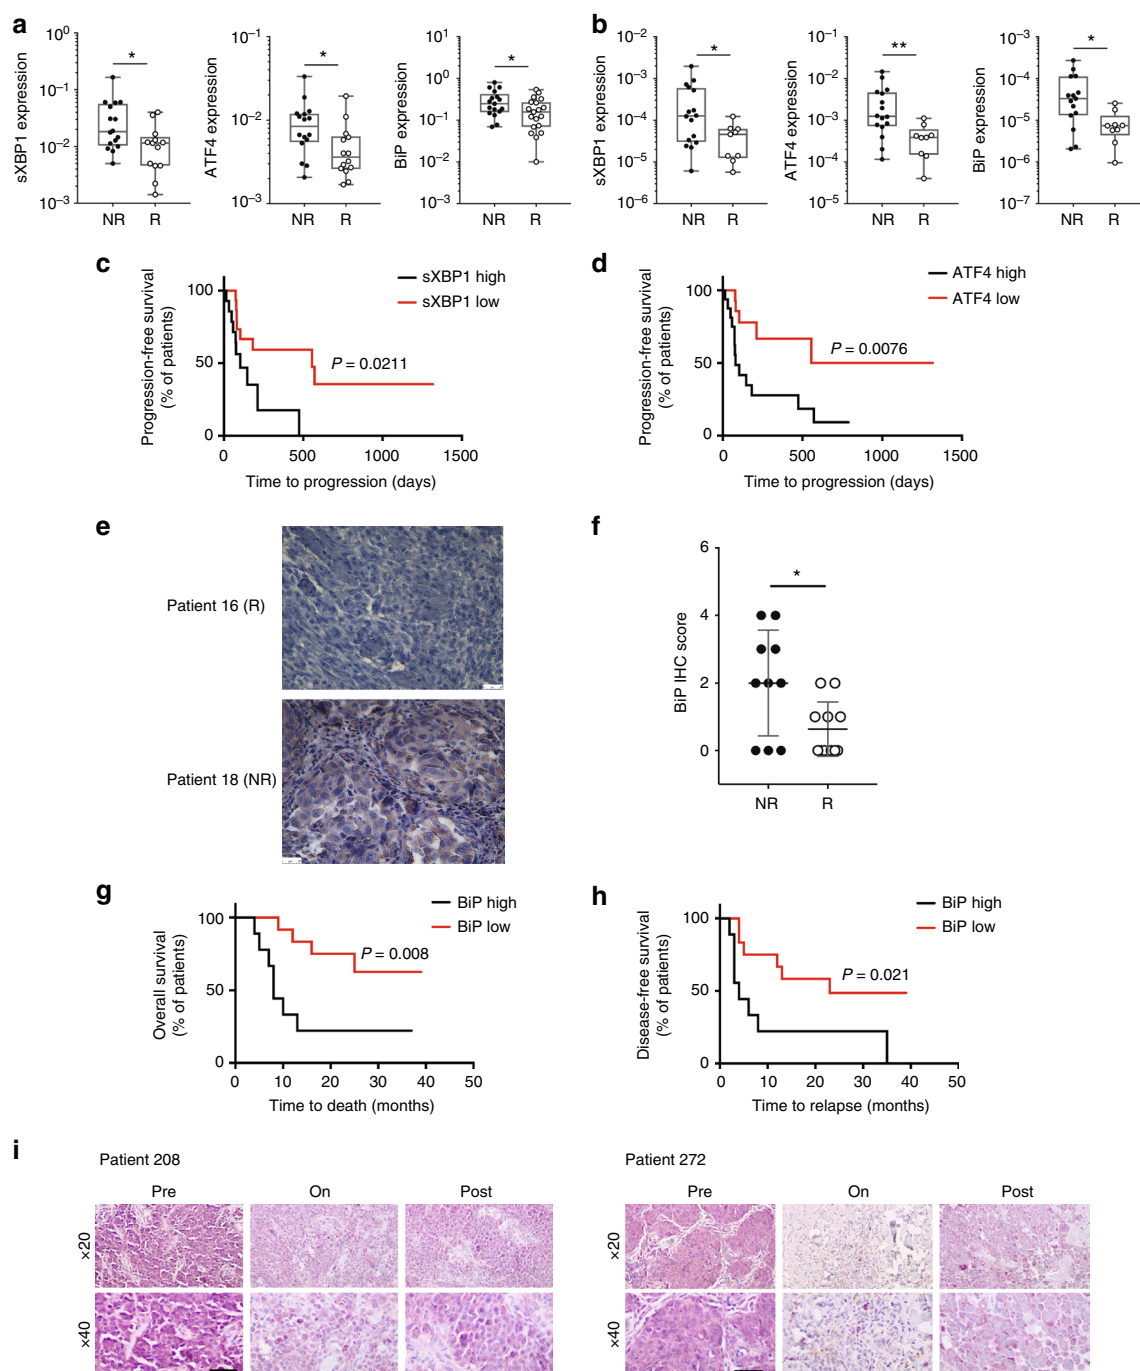 a
sXBP1 expression
10⁰
10⁻¹
10⁻²
10⁻³
*
NR R
ATF4 expression
10⁻¹
10⁻²
10⁻³
*
NR R
BiP expression
10¹
10⁰
10⁻¹
10⁻²
10⁻³
*
NR R
b
sXBP1 expression
10⁻²
10⁻³
10⁻⁴
10⁻⁵
10⁻⁶
*
NR R
ATF4 expression
10⁻¹
10⁻²
10⁻³
10⁻⁴
10⁻⁵
**
NR R
BiP expression
10⁻³
10⁻⁴
10⁻⁵
10⁻⁶
10⁻⁷
*
NR R
c
Progression-free survival
(% of patients)
100
50
0
sXBP1 high
sXBP1 low
P = 0.0211
0 500 1000 1500
Time to progression (days)
d
Progression-free survival
(% of patients)
100
50
0
ATF4 high
ATF4 low
P = 0.0076
0 500 1000 1500
Time to progression (days)
e
Patient 16 (R)
Patient 18 (NR)
f
BiP IHC score
6
4
2
0
*
NR R
g
Overall survival
(% of patients)
100
50
0
BiP high
BiP low
P = 0.008
0 10 20 30 40 50
Time to death (months)
h
Disease-free survival
(% of patients)
100
50
0
BiP high
BiP low
P = 0.021
0 10 20 30 40 50
Time to relapse (months)
i
Patient 208
Pre On Post
×20
×40
Patient 272
Pre On Post
×20
×40